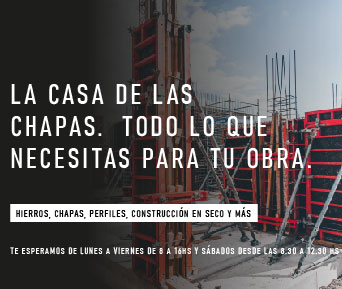 LA CASA DE LAS
CHAPAS. TODO LO QUE
NECESITAS PARA TU OBRA.
HIERROS, CHAPAS, PERFILES, CONSTRUCCIÓN EN SECO Y MÁS
TE ESPERAMOS DE LUNES A VIERNES DE 8 A 16HS Y SÁBADOS DESDE LAS 8.30 A 12.30 HS